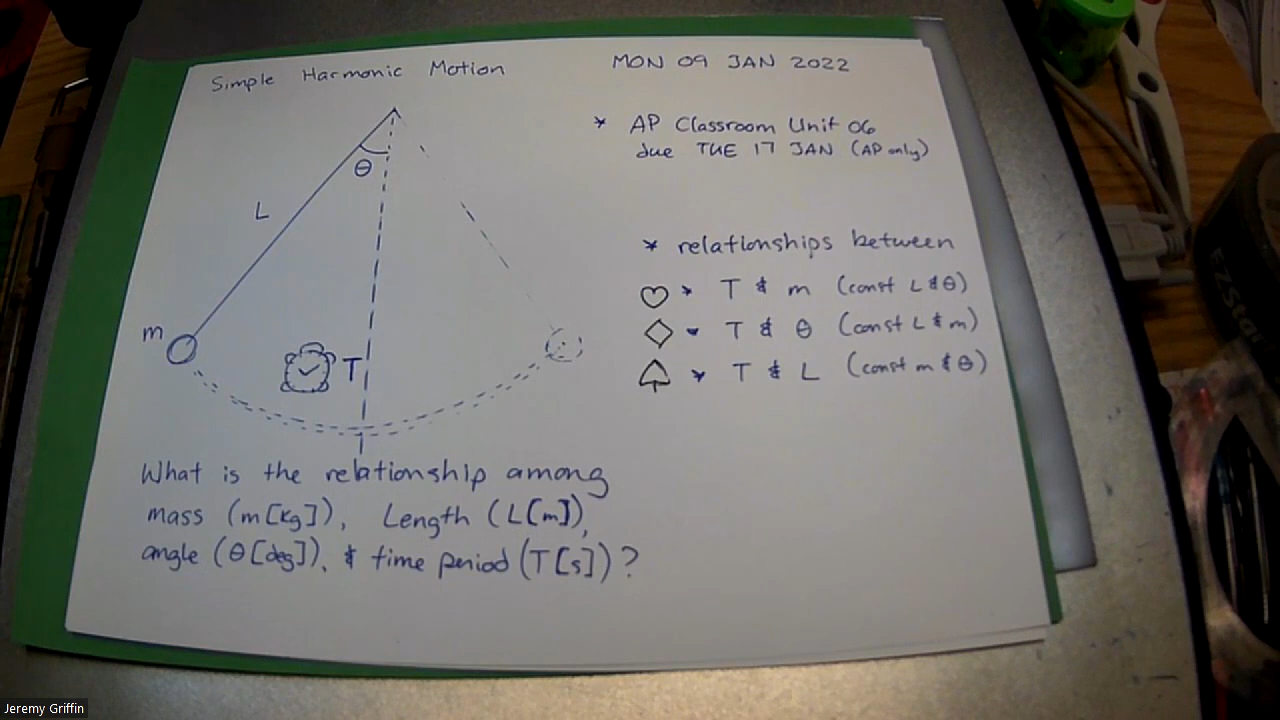 Simple Harmonic Motion
MON 09 JAN 2022
* AP Classroom Unit 06
due TUE 17 JAN (AP only)
θ
L
m
T
* relationships between
♡ * T & m (const L & θ)
◇ * T & θ (const L & m)
♤ * T & L (const m & θ)
What is the relationship among
mass (m[kg]), Length (L[m]),
angle (θ[deg]), & time period (T[s])?
EZStar
Jeremy Griffin